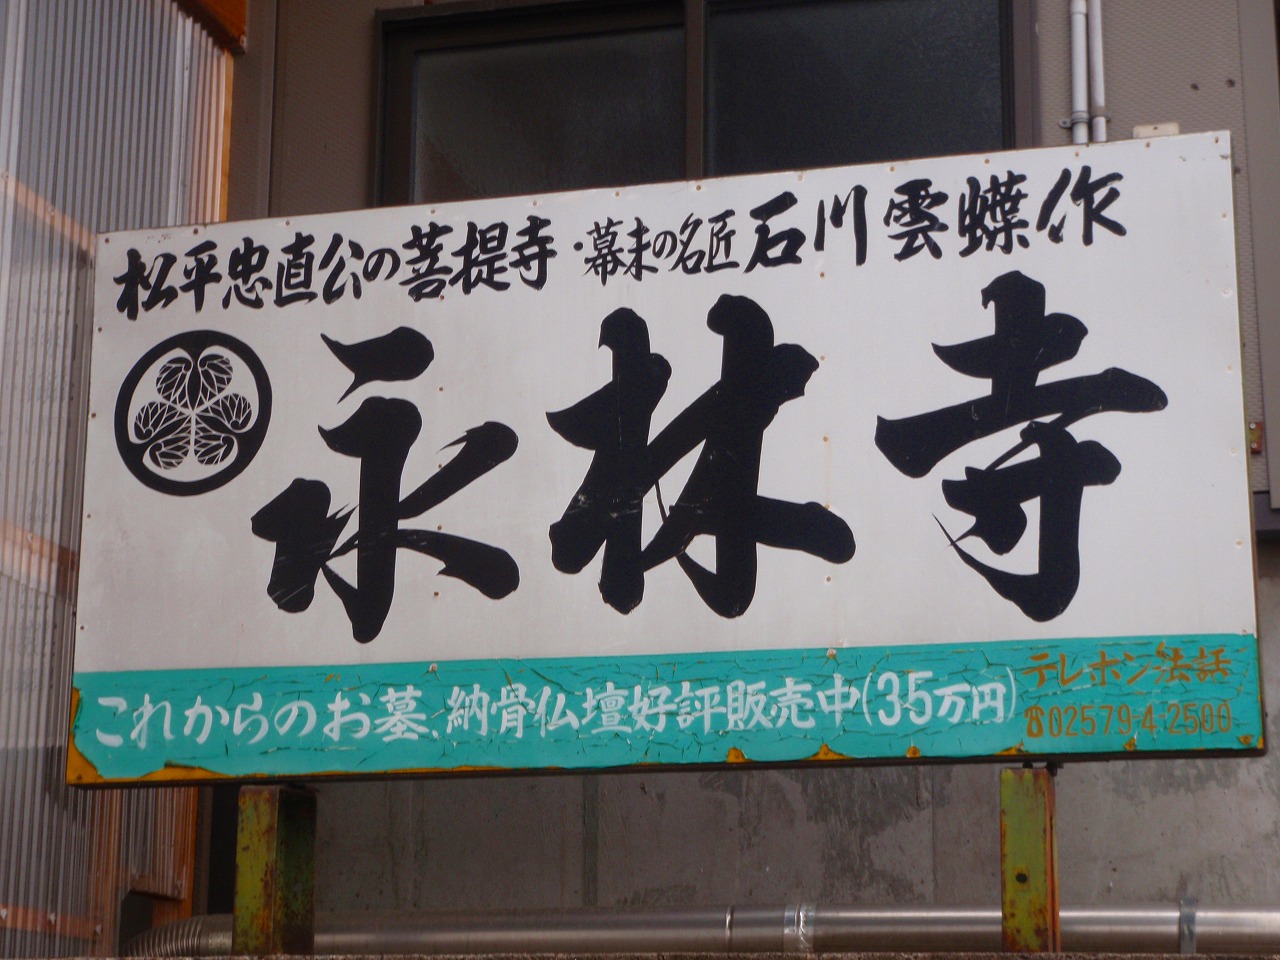 松平忠直公の菩提寺・幕末の名匠石川雲蝶作
永林寺
これからのお墓、納骨仏壇好評販売中(35万円)
テレホン法話
☎02579-4-2500